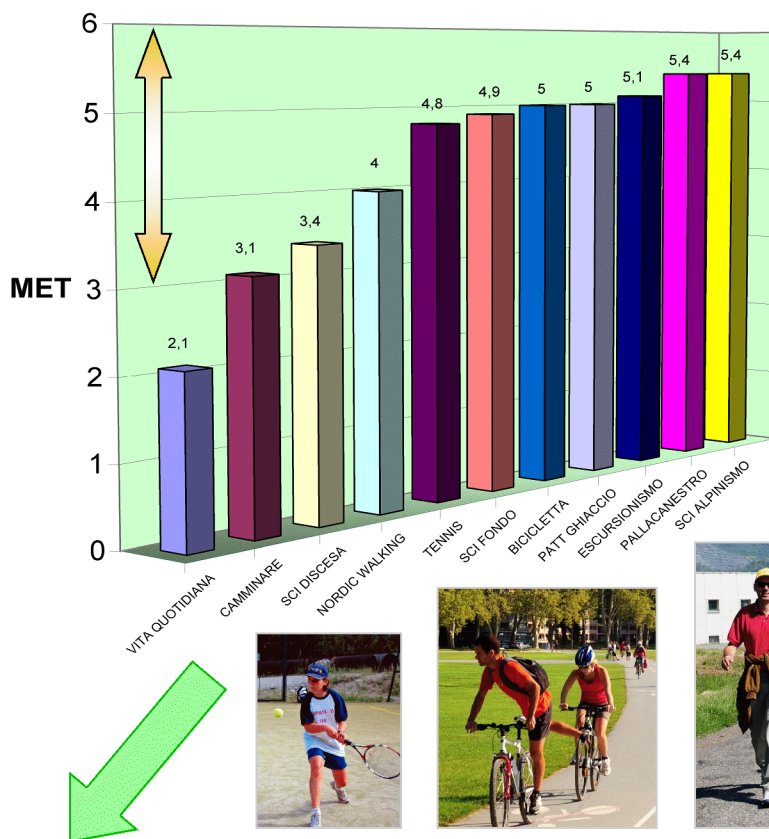 6
5
4
3
2
1
0
MET
2,1
3,1
3,4
4
4,8
4,9
5
5
5,1
5,4
5,4
VITA QUOTIDIANA
CAMMINARE
SCI DISCESA
NORDIC WALKING
TENNIS
SCI FONDO
BICICLETTA
PATT GHIACCIO
ESCURSIONISMO
PALLACANESTRO
SCI ALPINISMO